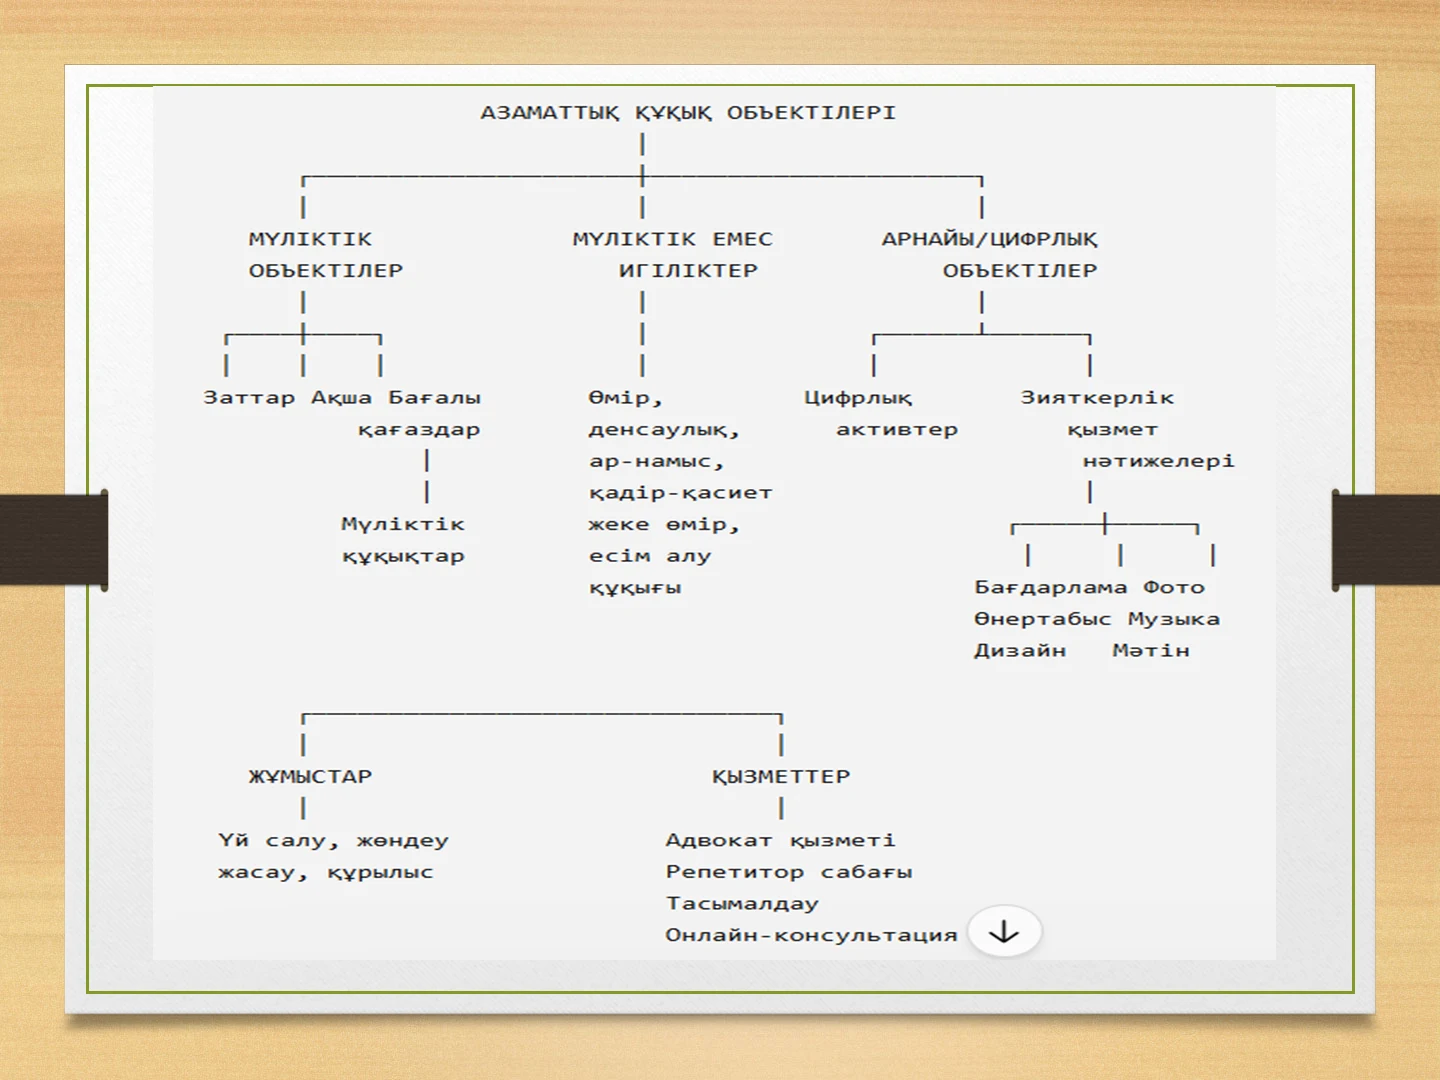 АЗАМАТТЫҚ ҚҰҚЫҚ ОБЪЕКТІЛЕРІ
МҮЛІКТІК МҮЛІКТІК ЕМЕС АРНАЙЫ/ЦИФРЛЫҚ
ОБЪЕКТІЛЕР ИГІЛІКТЕР ОБЪЕКТІЛЕР
Заттар Ақша Бағалы Өмір, Цифрлық Зияткерлік
қағаздар денсаулық, активтер қызмет
ар-намыс, нәтижелері
қадір-қасиет
Мүліктік жеке өмір,
құқықтар есім алу
құқығы Бағдарлама Фото
Өнертабыс Музыка
Дизайн Мәтін
ЖҰМЫСТАР ҚЫЗМЕТТЕР
Үй салу, жөндеу Адвокат қызметі
жасау, құрылыс Репетитор сабағы
Тасымалдау
Онлайн-консультация